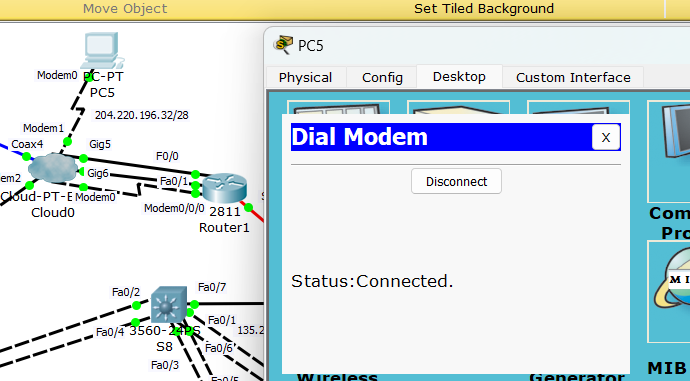 Move Object
Set Tiled Background
PC5
Physical
Config
Desktop
Custom Interface
Modem0
PC-PT
PC5
204.220.196.32/28
Modem1
Coax4
Gig5
F0/0
Gig6
Fa0/1
em2
Cloud-PT-E
Modem0
Cloud0
Modem0/0/0
2811
Router1
S
Dial Modem
X
Disconnect
Status:Connected.
Com
Pro
MI
MIB
Wireless
Generator
Fa0/2
Fa0/7
Fa0/4
3560-24PS
Fa0/1
135.2
S8
Fa0/6
Fa0/3
Fa0/5